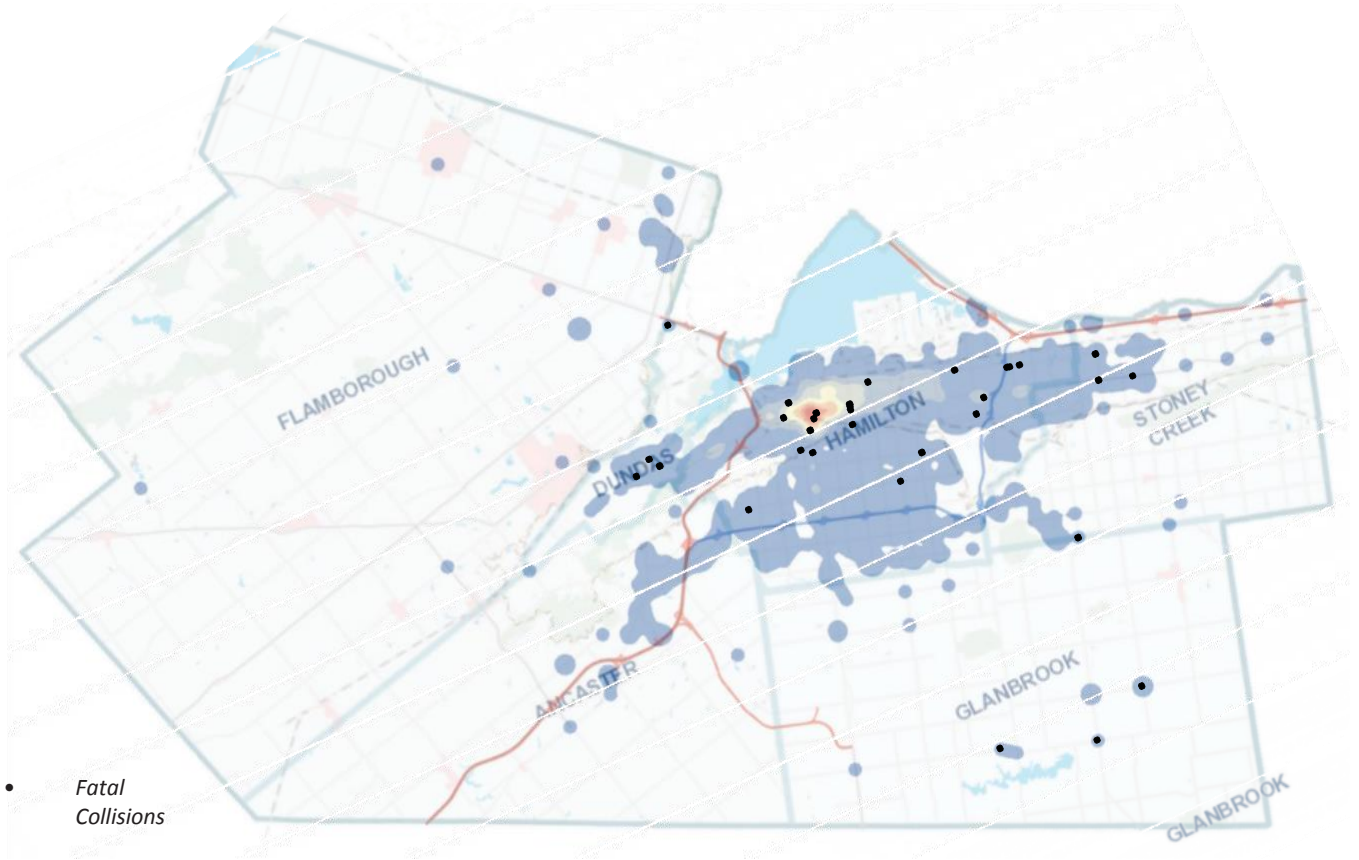 FLAMBOROUGH
DUNDAS
HAMILTON
STONEY
CREEK
ANCASTER
GLANBROOK
GLANBROOK
• Fatal
Collisions